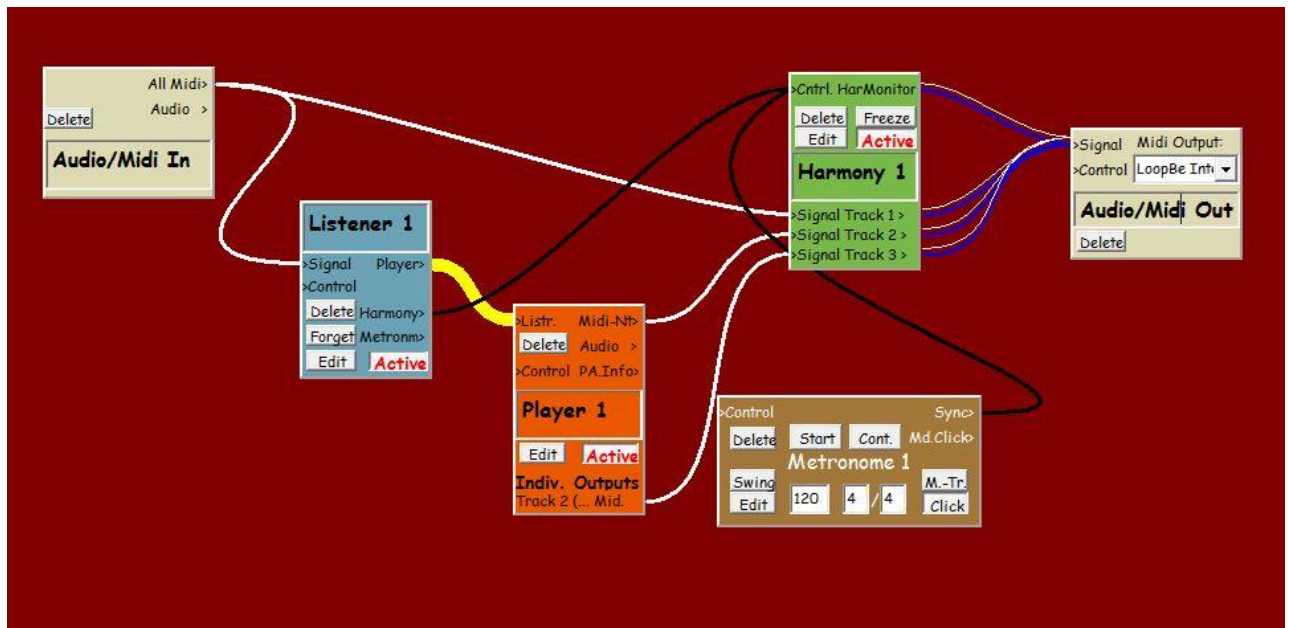 All Midi>
Audio >
Delete
Audio/Midi In
Listener 1
>Signal Player>
>Control
Delete Harmony>
Forget Metronm>
Edit Active
>Listr. Midi-Nt>
Delete Audio >
>Control PA.Info>
Player 1
Edit Active
Indiv. Outputs
Track 2 (... Mid.
>Cntrl. HarMonitor
Delete Freeze
Edit Active
Harmony 1
>Signal Track 1 >
>Signal Track 2 >
>Signal Track 3 >
>Control Sync>
Delete Start Cont. Md.Click>
Metronome 1
Swing M.-Tr.
Edit 120 4 / 4 Click
>Signal Midi Output:
>Control LoopBe Inte
Audio/Midi Out
Delete